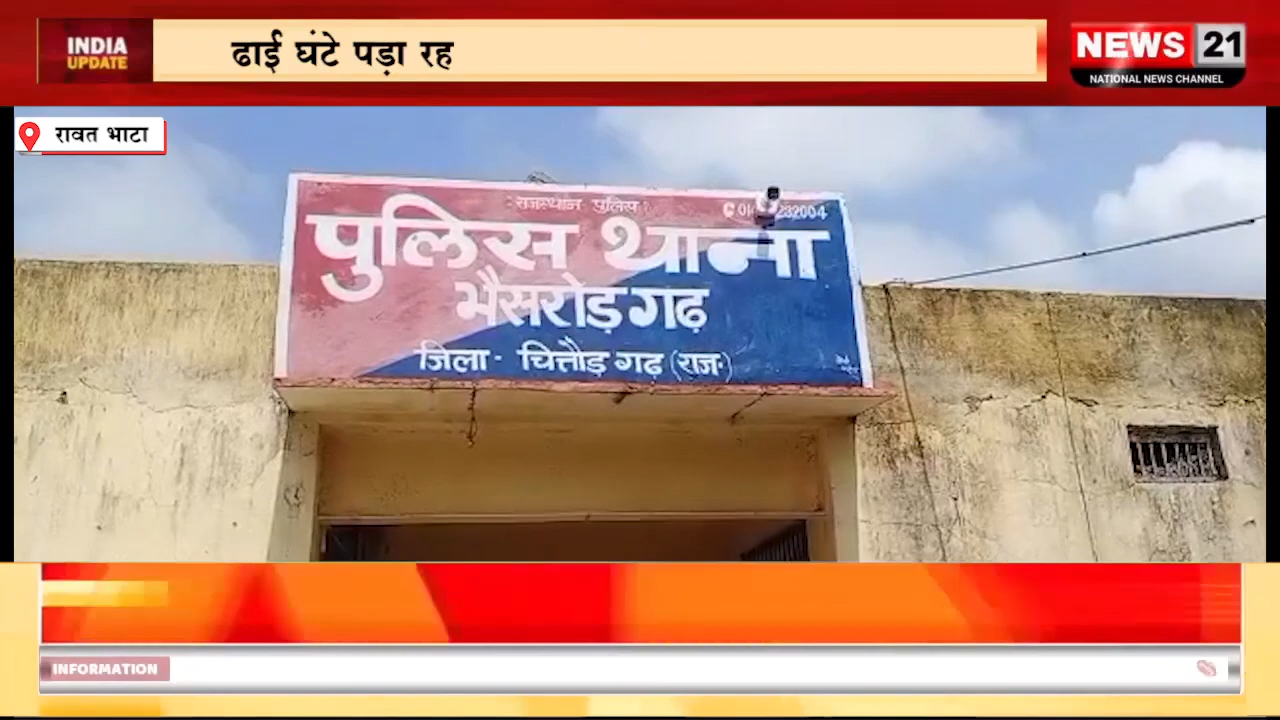 INDIA
UPDATE
ढाई घंटे पड़ा रह
NEWS 21
NATIONAL NEWS CHANNEL
रावत भाटा
राजस्थान पुलिस
पुलिस थाना
भैंसरोड़गढ़
जिला - चित्तौड़गढ़ (राज.)
INFORMATION